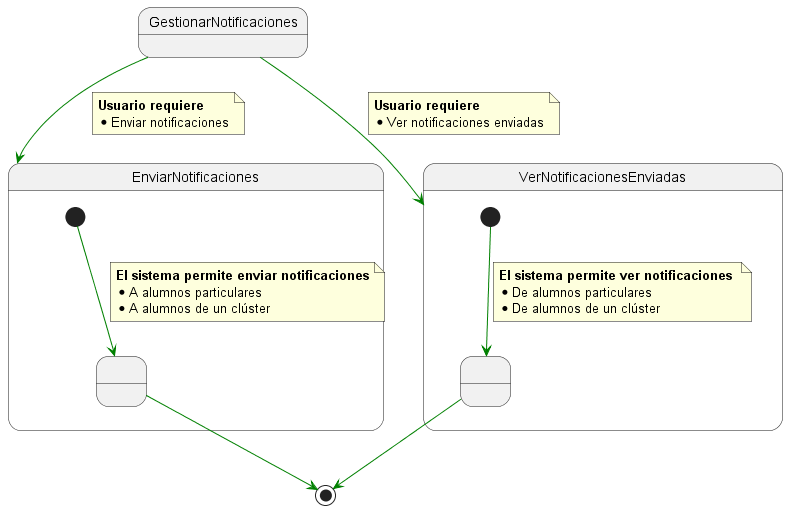 GestionarNotificaciones
Usuario requiere
• Enviar notificaciones
Usuario requiere
• Ver notificaciones enviadas
EnviarNotificaciones
El sistema permite enviar notificaciones
• A alumnos particulares
• A alumnos de un clúster
VerNotificacionesEnviadas
El sistema permite ver notificaciones
• De alumnos particulares
• De alumnos de un clúster